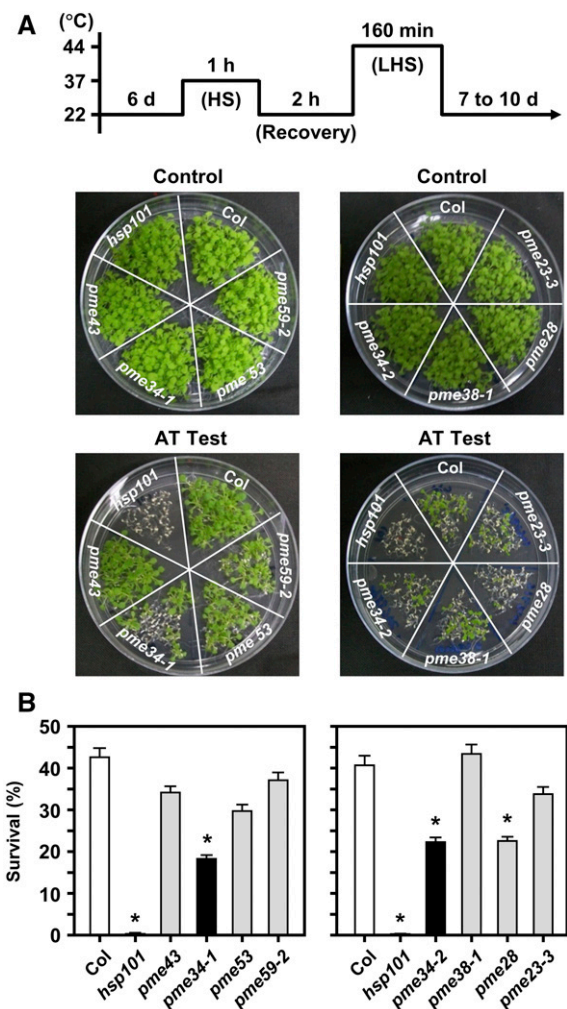 A
(°C)
44
37
22
6 d
1 h
(HS)
2 h
(Recovery)
160 min
(LHS)
7 to 10 d
Control
hsp101
Col
pme59-2
pme 53
pme34-1
pme43
Control
hsp101
Col
pme23-3
pme28
pme38-1
pme34-2
AT Test
hsp101
Col
pme59-2
pme 53
pme34-1
pme43
AT Test
hsp101
Col
pme23-3
pme28
pme38-1
pme34-2
B
Survival (%)
50
40
30
20
10
0
*
*
*
*
*
Col
hsp101
pme43
pme34-1
pme53
pme59-2
Col
hsp101
pme34-2
pme38-1
pme28
pme23-3